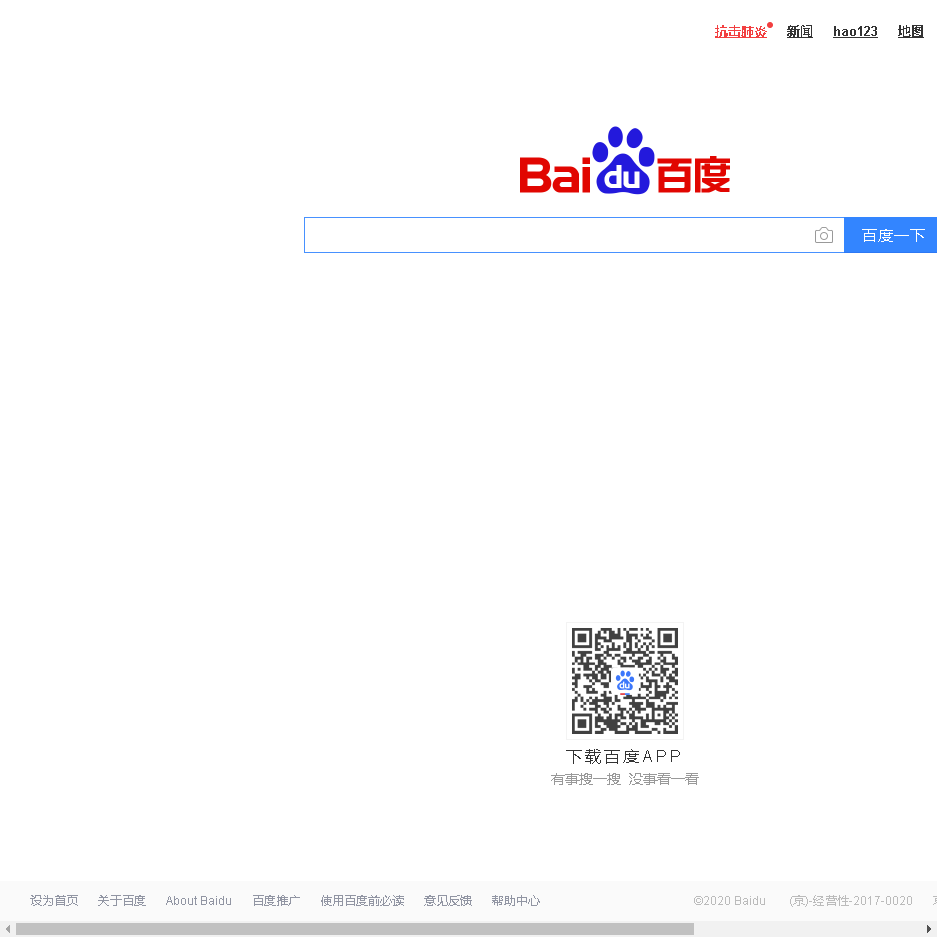 抗击肺炎 新闻 hao123 地图
Bai du 百度
百度一下
du
下载百度APP
有事搜一搜 没事看一看
设为首页 关于百度 About Baidu 百度推广 使用百度前必读 意见反馈 帮助中心 ©2020 Baidu (京)-经营性-2017-0020